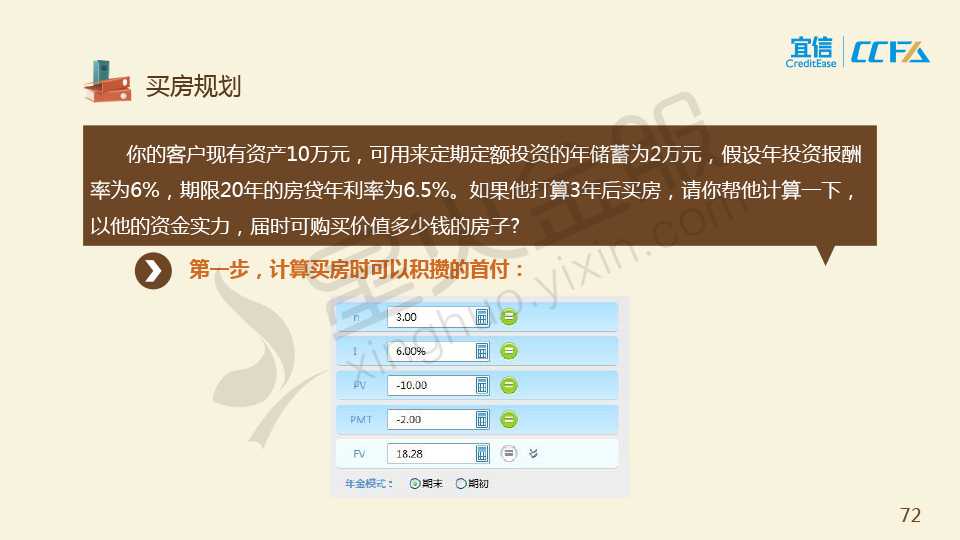 宜信
CreditEase
CCFA
买房规划
你的客户现有资产10万元，可用来定期定额投资的年储蓄为2万元，假设年投资报酬
率为6%，期限20年的房贷年利率为6.5%。如果他打算3年后买房，请你帮他计算一下，
以他的资金实力，届时可购买价值多少钱的房子?
第一步，计算买房时可以积攒的首付：
n 3.00
I 6.00%
PV -10.00
PMT -2.00
FV 18.28
年金模式： 期末 期初
星火金服
xinghuo.yixin.com
72